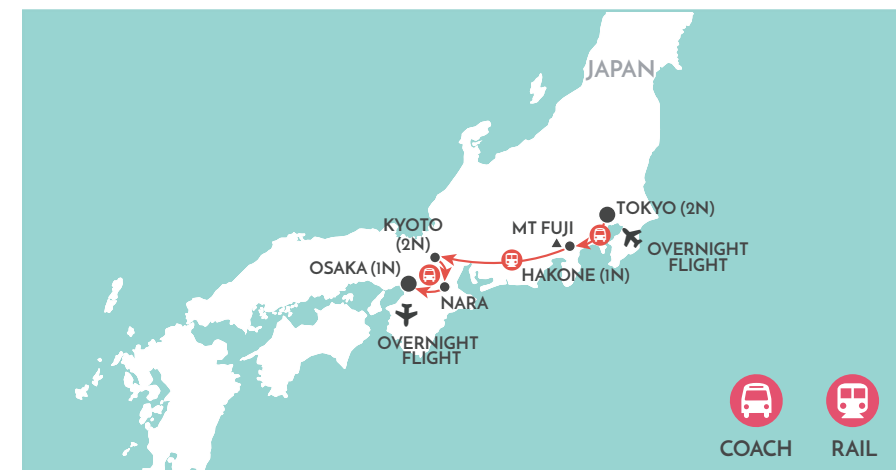 JAPAN
TOKYO (2N)
KYOTO
(2N)
MT FUJI
OVERNIGHT
FLIGHT
OSAKA (1N)
HAKONE (1N)
NARA
OVERNIGHT
FLIGHT
COACH
RAIL